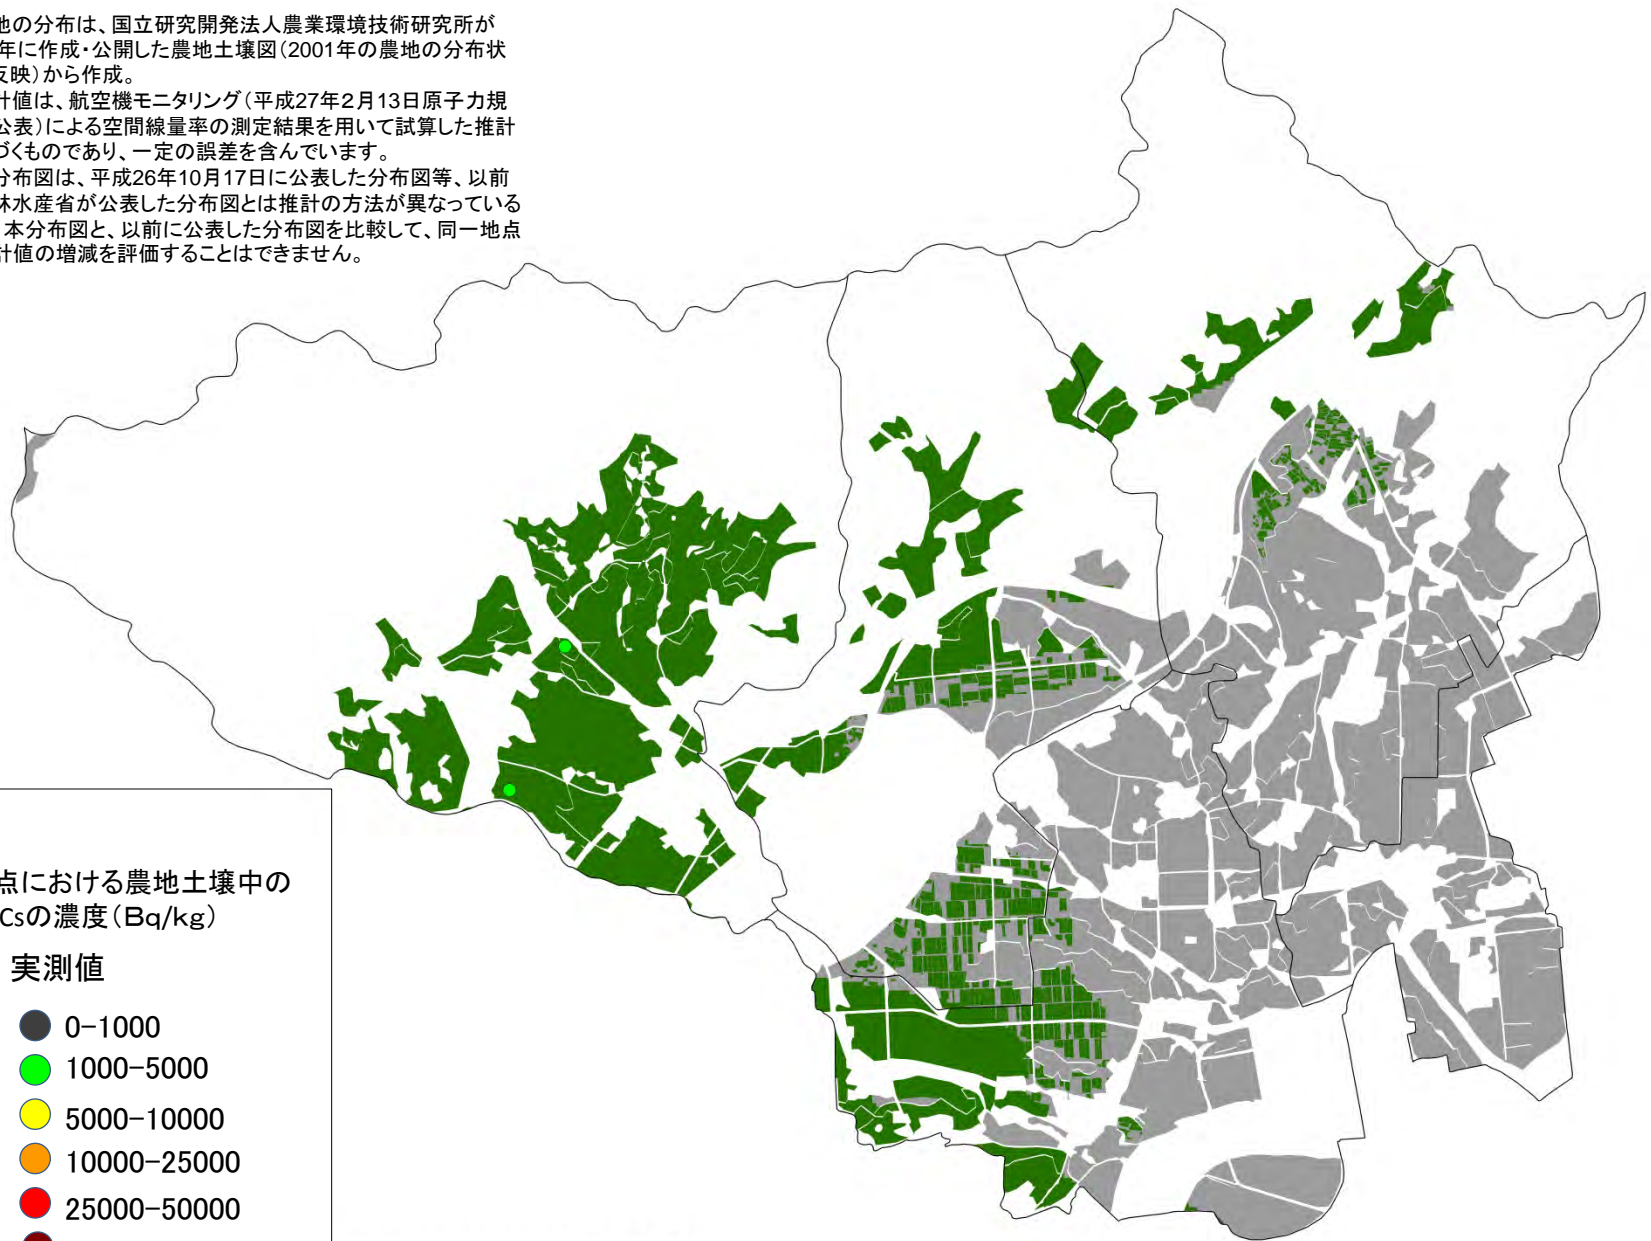 地の分布は、国立研究開発法人農業環境技術研究所が
年に作成・公開した農地土壌図（2001年の農地の分布状
反映）から作成。
計値は、航空機モニタリング（平成27年2月13日原子力規
公表）による空間線量率の測定結果を用いて試算した推計
づくものであり、一定の誤差を含んでいます。
分布図は、平成26年10月17日に公表した分布図等、以前
林水産省が公表した分布図とは推計の方法が異なっている
本分布図と、以前に公表した分布図を比較して、同一地点
計値の増減を評価することはできません。
点における農地土壌中の
Csの濃度（Bq/kg）
実測値
0-1000
1000-5000
5000-10000
10000-25000
25000-50000